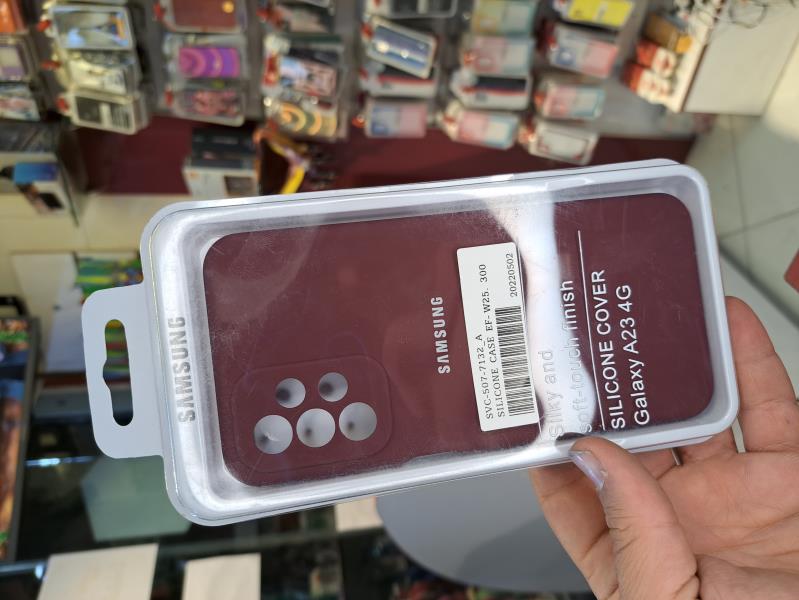 SAMSUNG
SAMSUNG
SVC-507-7132_A
SILICONE CASE EF-W25. 300
20220502
Silky and
soft-touch finish
SILICONE COVER
Galaxy A23 4G